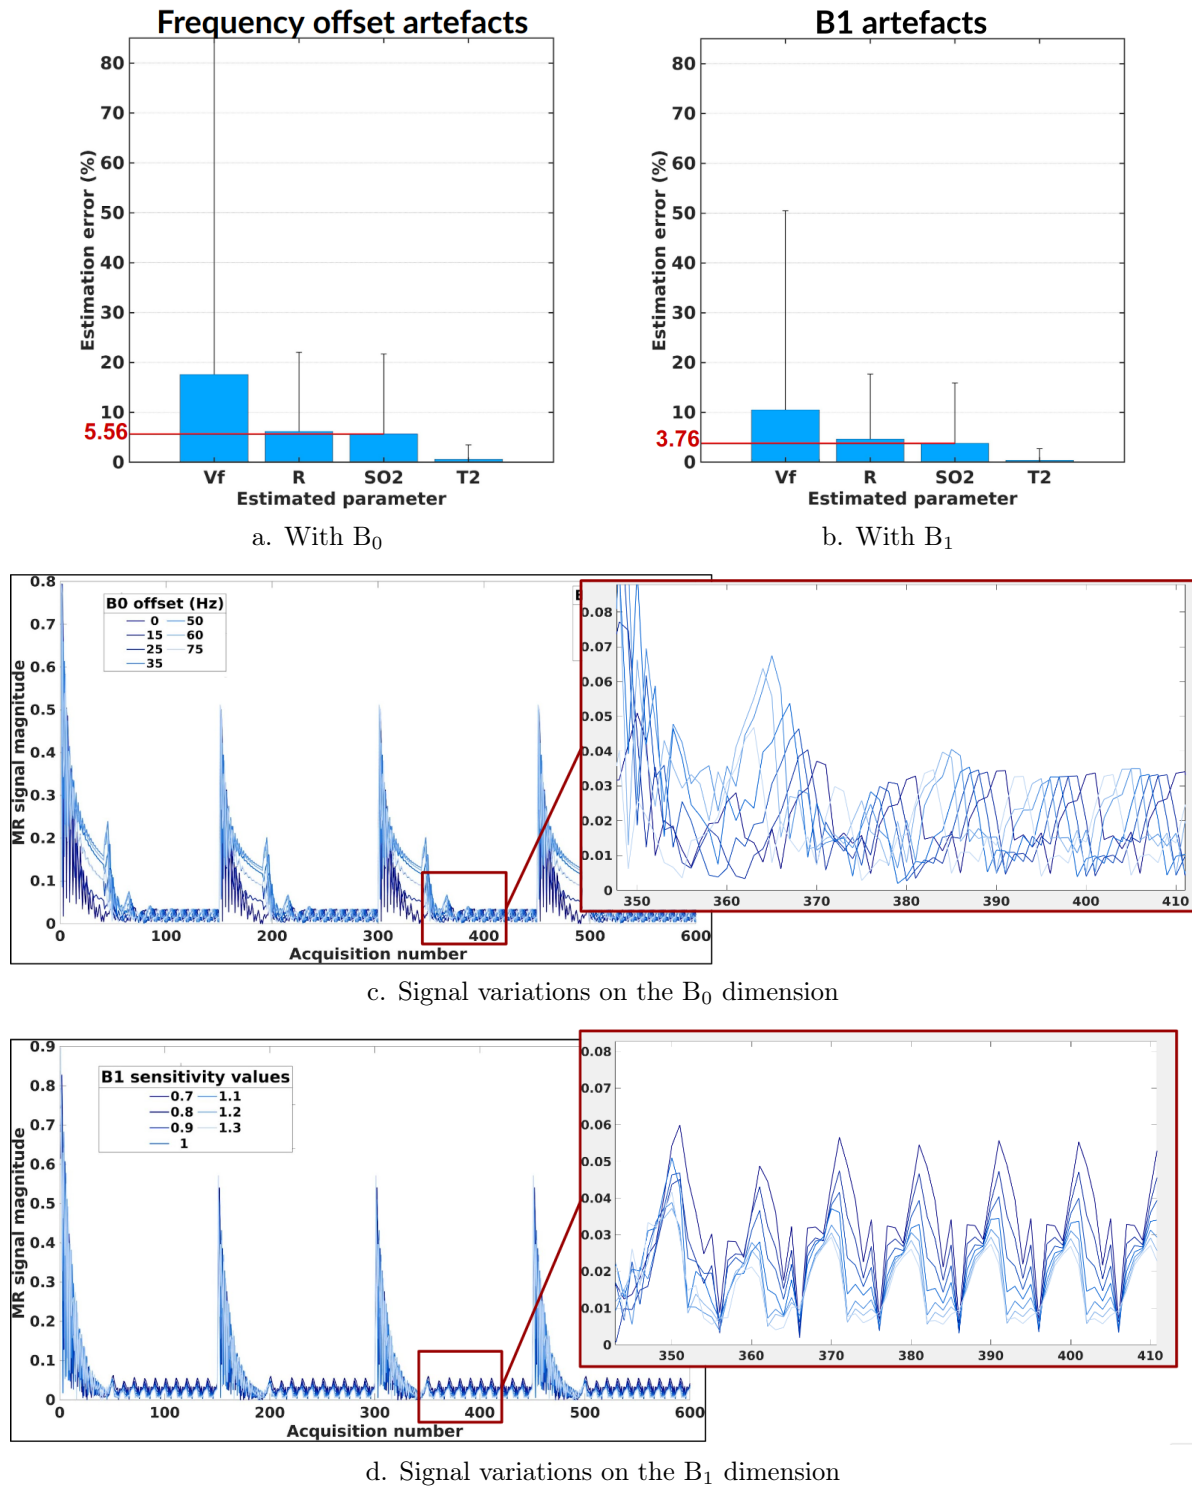 Frequency offset artefacts
80
70
60
50
40
30
20
10
0
5.56
Estimation error (%)
Vf R SO2 T2
Estimated parameter
a. With B₀
B1 artefacts
80
70
60
50
40
30
20
10
0
3.76
Estimation error (%)
Vf R SO2 T2
Estimated parameter
b. With B₁
0.8
0.7
0.6
0.5
0.4
0.3
0.2
0.1
0
MR signal magnitude
B0 offset (Hz)
0 50
15 60
25 75
35
0 100 200 300 400 500 600
Acquisition number
0.08
0.07
0.06
0.05
0.04
0.03
0.02
0.01
0
350 360 370 380 390 400 410
c. Signal variations on the B₀ dimension
0.9
0.8
0.7
0.6
0.5
0.4
0.3
0.2
0.1
0
MR signal magnitude
B1 sensitivity values
0.7 1.1
0.8 1.2
0.9 1.3
1
0 100 200 300 400 500 600
Acquisition number
0.08
0.07
0.06
0.05
0.04
0.03
0.02
0.01
0
350 360 370 380 390 400 410
d. Signal variations on the B₁ dimension